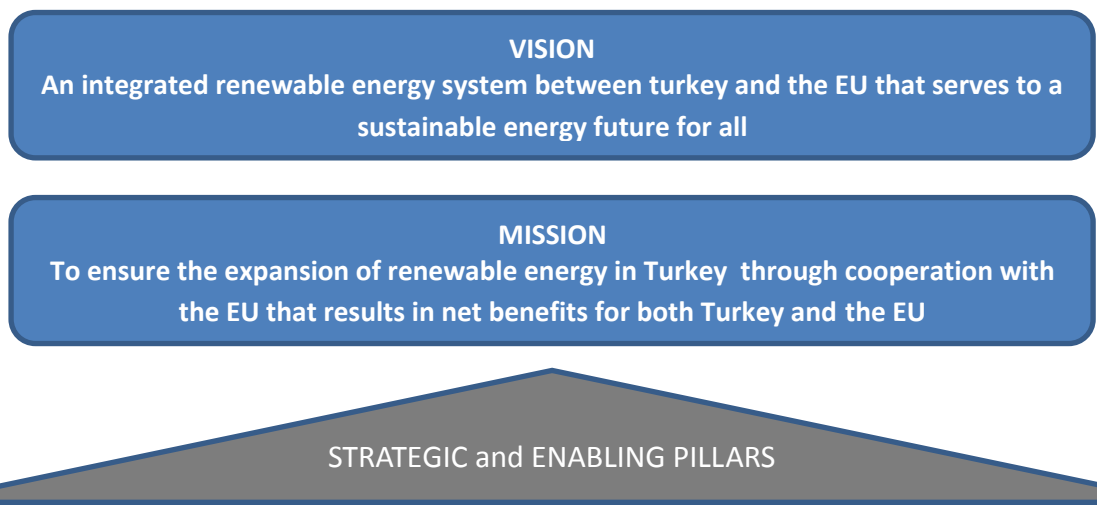 VISION
An integrated renewable energy system between turkey and the EU that serves to a
sustainable energy future for all
MISSION
To ensure the expansion of renewable energy in Turkey through cooperation with
the EU that results in net benefits for both Turkey and the EU
STRATEGIC and ENABLING PILLARS